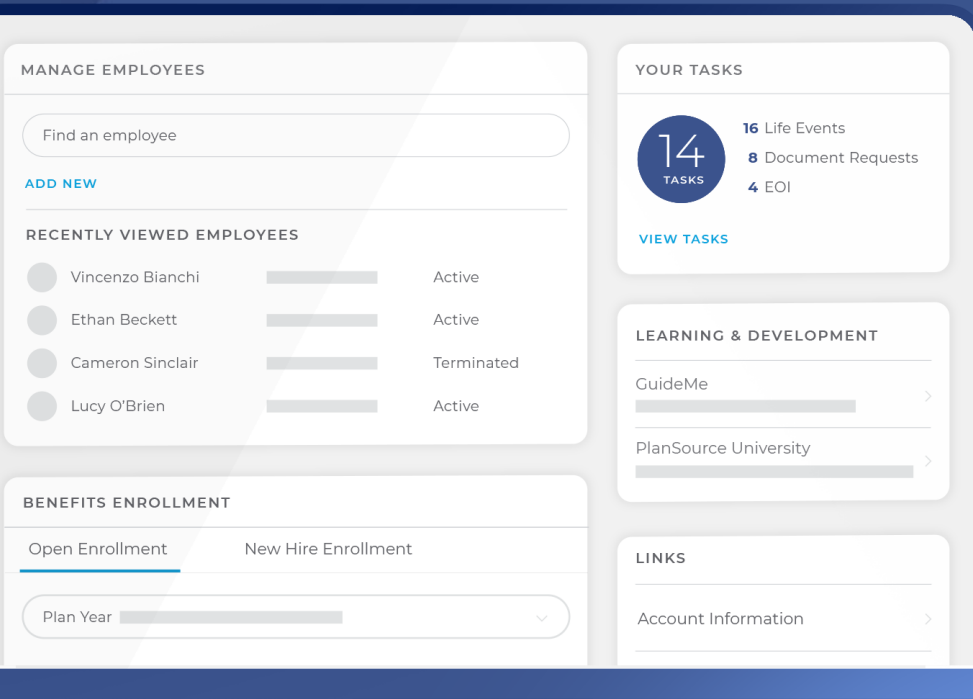 MANAGE EMPLOYEES
Find an employee
ADD NEW
RECENTLY VIEWED EMPLOYEES
Vincenzo Bianchi Active
Ethan Beckett Active
Cameron Sinclair Terminated
Lucy O’Brien Active
BENEFITS ENROLLMENT
Open Enrollment New Hire Enrollment
Plan Year
YOUR TASKS
14
TASKS
16 Life Events
8 Document Requests
4 EOI
VIEW TASKS
LEARNING & DEVELOPMENT
GuideMe
PlanSource University
LINKS
Account Information